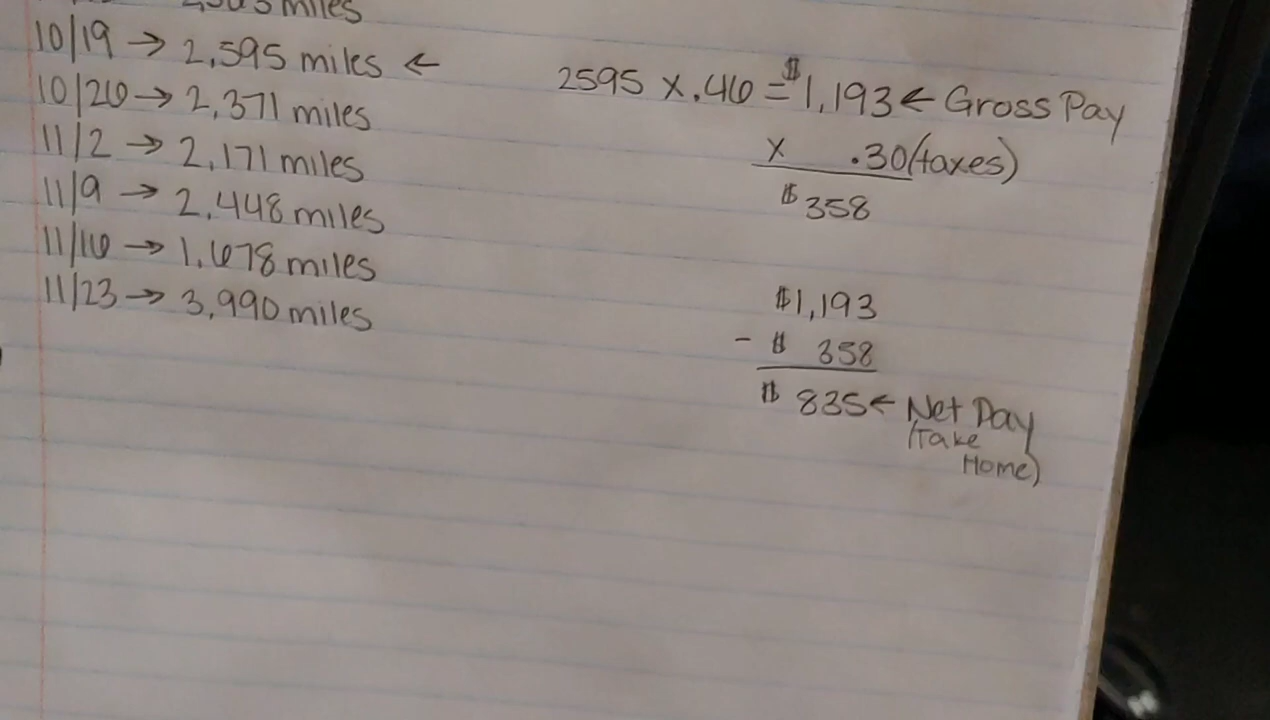 miles
10/19 → 2,595 miles ←
10/26 → 2,371 miles
11/2 → 2,171 miles
11/9 → 2,448 miles
11/16 → 1,678 miles
11/23 → 3,990 miles
2595 x .46 = $1,193 ← Gross Pay
x .30 (taxes)
$358
$1,193
- $ 358
$ 835 ← Net Pay
(Take
Home)